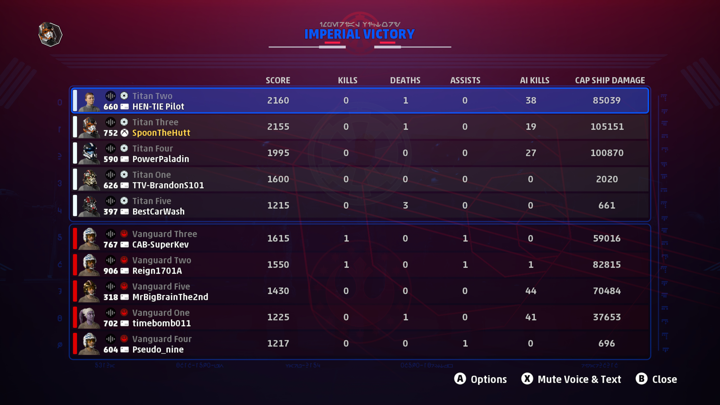 IMPERIAL VICTORY
SCORE KILLS DEATHS ASSISTS AI KILLS CAP SHIP DAMAGE
Titan Two
660 HEN-TIE Pilot 2160 0 1 0 38 85039
Titan Three
752 SpoonTheHutt 2155 0 1 0 19 105151
Titan Four
590 PowerPaladin 1995 0 0 0 27 100870
Titan One
626 TTV-BrandonS101 1600 0 0 0 0 2020
Titan Five
397 BestCarWash 1215 0 3 0 0 661
Vanguard Three
767 CAB-SuperKev 1615 1 0 1 0 59016
Vanguard Two
906 Reign1701A 1550 1 0 1 1 82815
Vanguard Five
318 MrBigBrainThe2nd 1430 0 0 0 44 70484
Vanguard One
702 timebomb011 1225 0 1 0 41 37653
Vanguard Four
604 Pseudo_nine 1217 0 0 1 0 696
A Options X Mute Voice & Text B Close